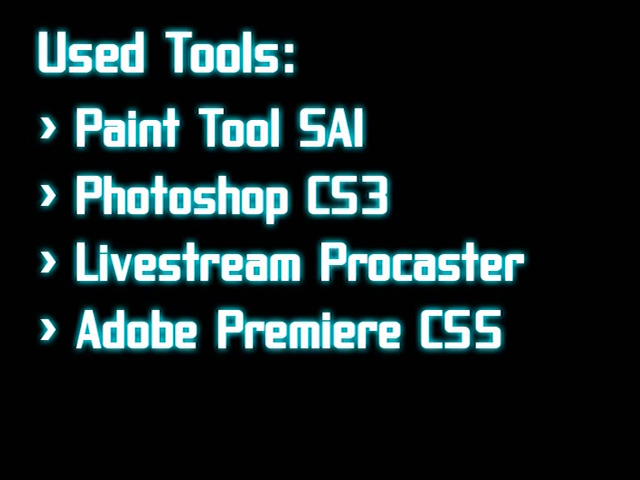 Used Tools:
› Paint Tool SAI
› Photoshop CS3
› Livestream Procaster
› Adobe Premiere CS5